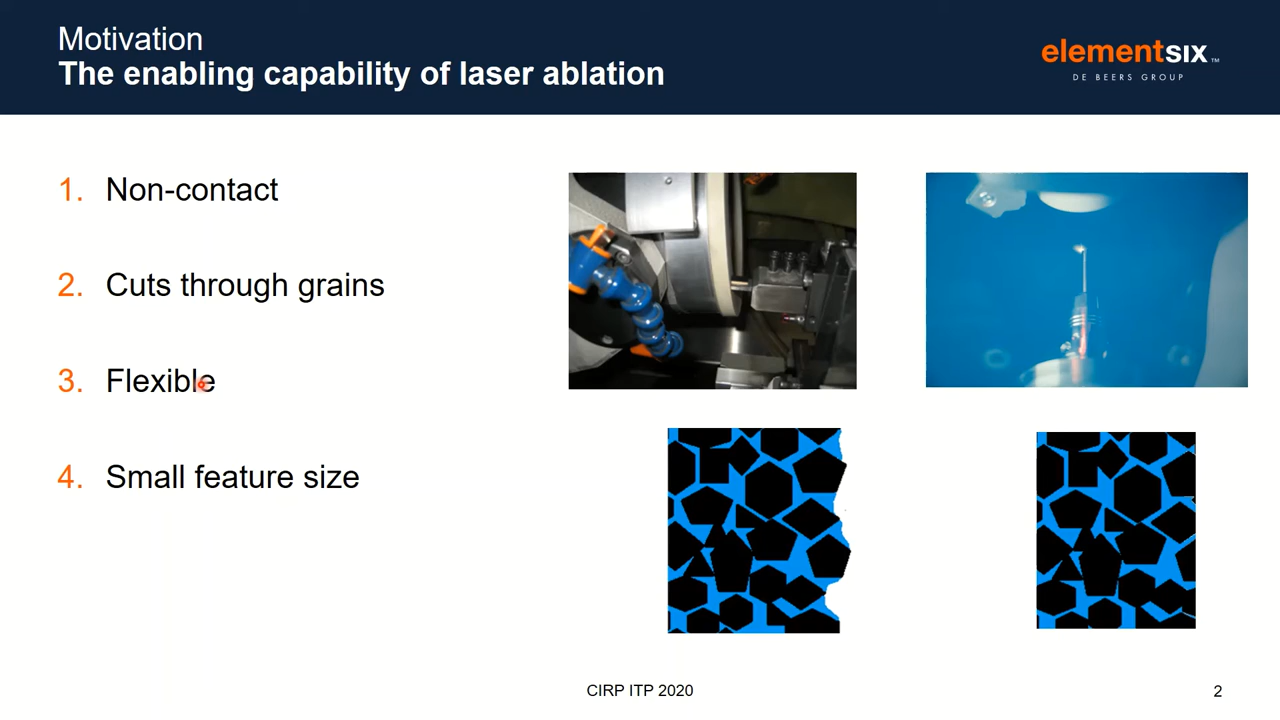 Motivation
The enabling capability of laser ablation
elementsix™
DE BEERS GROUP
1. Non-contact
2. Cuts through grains
3. Flexible
4. Small feature size
CIRP ITP 2020
2